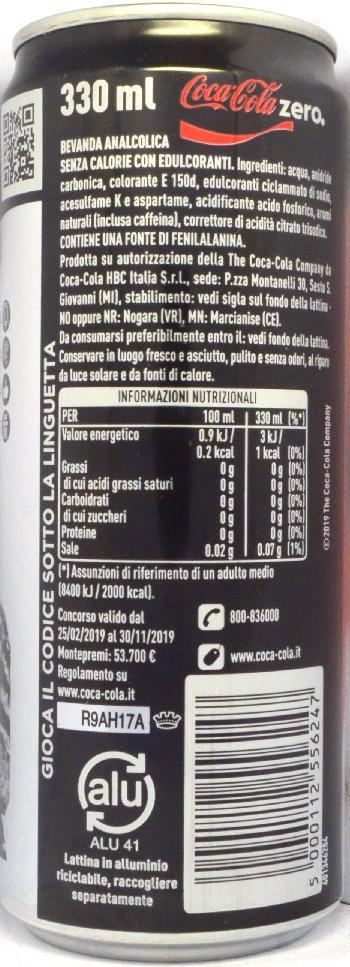 330 ml Coca-Cola zero.
BEVANDA ANALCOLICA
SENZA CALORIE CON EDULCORANTI. Ingredienti: acqua, anidride
carbonica, colorante E 150d, edulcoranti ciclammato di sodio,
acesulfame K e aspartame, acidificante acido fosforico, aromi
naturali (inclusa caffeina), correttore di acidità citrato trisodico.
CONTIENE UNA FONTE DI FENILALANINA.
Prodotta su autorizzazione della The Coca-Cola Company da
Coca-Cola HBC Italia S.r.l., sede: P.zza Montanelli 30, Sesto S.
Giovanni (MI), stabilimento: vedi sigla sul fondo della lattina -
NO oppure NR: Nogara (VR), MN: Marcianise (CE).
Da consumarsi preferibilmente entro il: vedi fondo della lattina.
Conservare in luogo fresco e asciutto, pulito e senza odori, al riparo
da luce solare e da fonti di calore.
INFORMAZIONI NUTRIZIONALI
PER 100 ml 330 ml (%*)
Valore energetico 0.9 kJ/ 3 kJ/
0.2 kcal 1 kcal (0%)
Grassi 0 g 0 g (0%)
di cui acidi grassi saturi 0 g 0 g (0%)
Carboidrati 0 g 0 g (0%)
di cui zuccheri 0 g 0 g (0%)
Proteine 0 g 0 g (0%)
Sale 0.02 g 0.07 g (1%)
(*) Assunzioni di riferimento di un adulto medio
(8400 kJ / 2000 kcal).
©2019 The Coca-Cola Company
GIOCA IL CODICE SOTTO LA LINGUETTA
Concorso valido dal
25/02/2019 al 30/11/2019
Montepremi: 53.700 €
Regolamento su
www.coca-cola.it
800-836000
www.coca-cola.it
R9AH17A
alu
ALU 41
Lattina in alluminio
riciclabile, raccogliere
separatamente
5 000112 556247